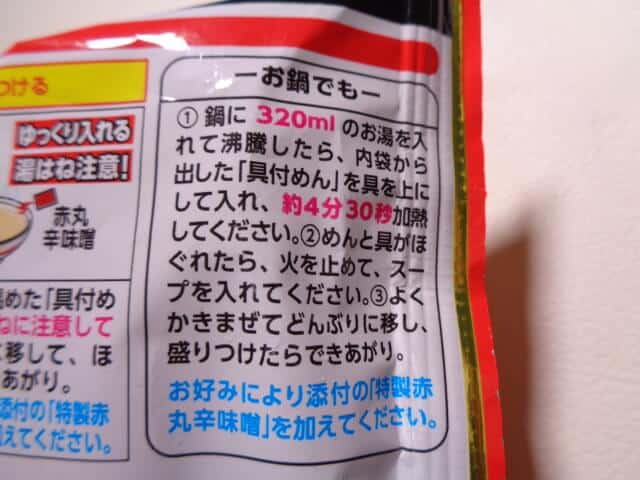 つける
ゆっくり入れる
湯はね注意!
赤丸
辛味噌
めた「具付め
ねに注意して
移して、ほ
あがり。
添付の「特製赤
加えてください。
ーお鍋でもー
①鍋に 320ml のお湯を入
れて沸騰したら、内袋から
出した「具付めん」を具を上に
して入れ、約4分30秒加熱
してください。②めんと具がほ
ぐれたら、火を止めて、スー
プを入れてください。③よく
かきまぜてどんぶりに移し、
盛りつけたらできあがり。
お好みにより添付の「特製赤
丸辛味噌」を加えてください。